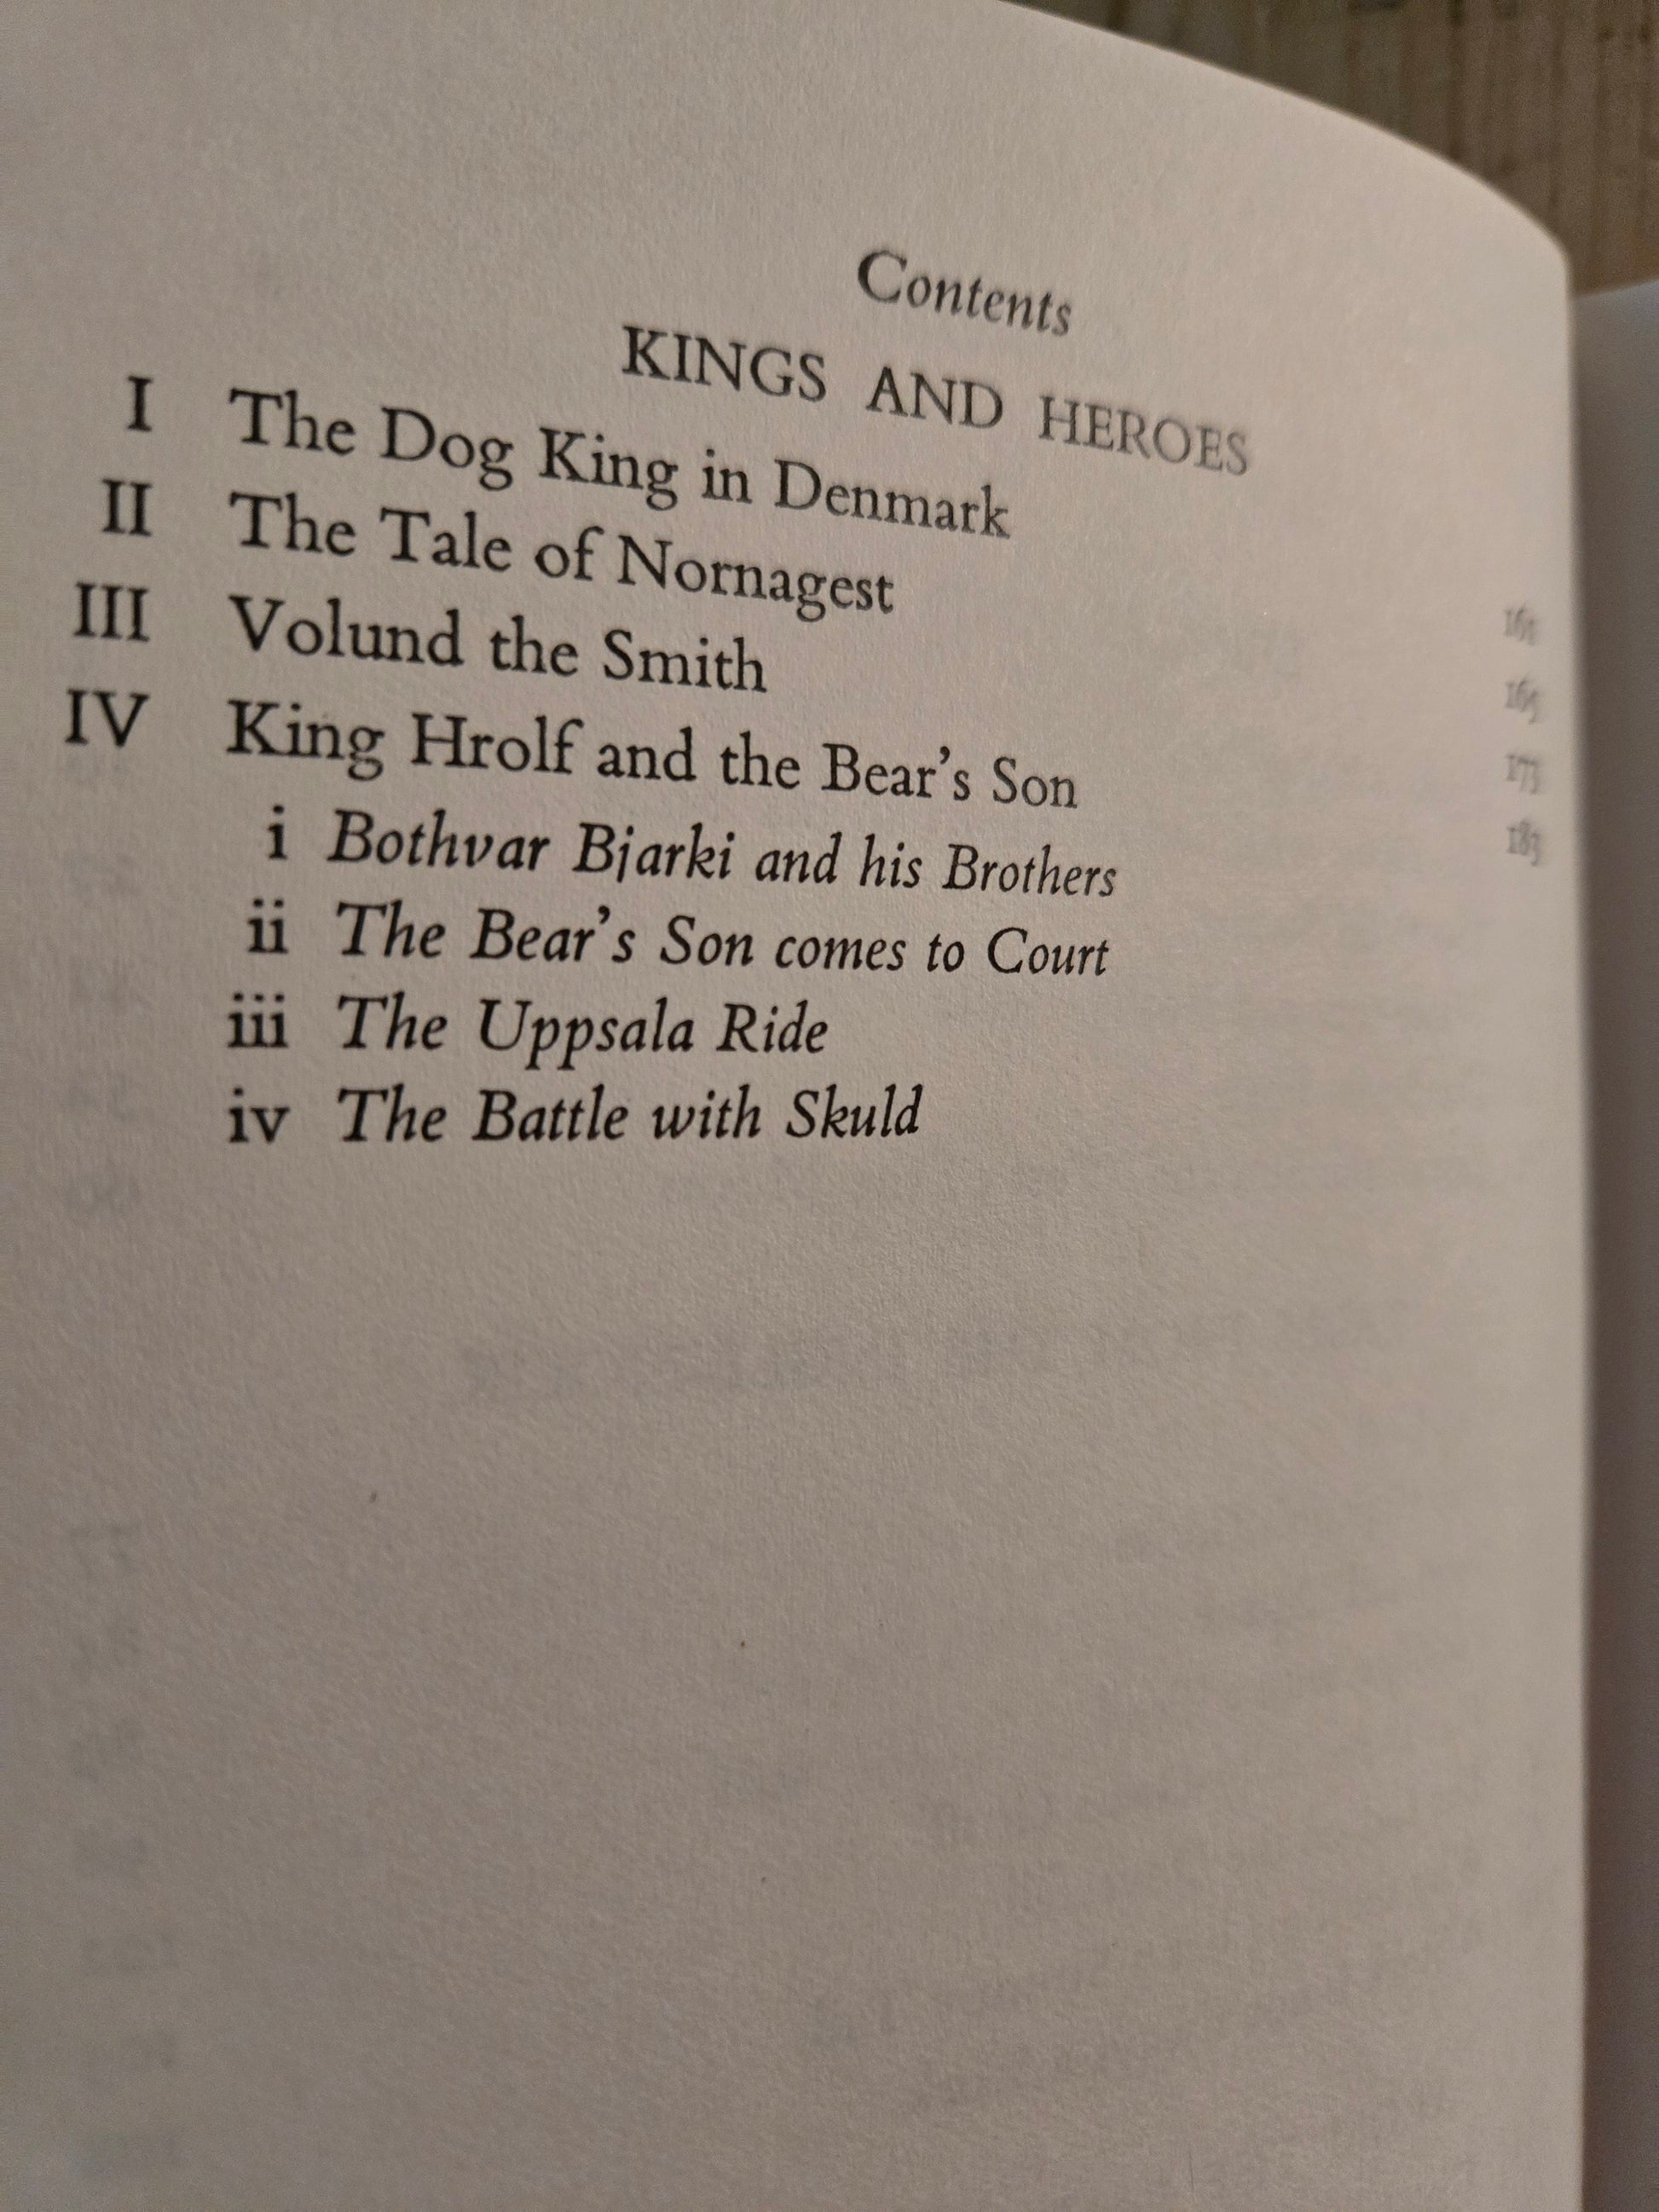 Contents
KINGS AND HEROES
I The Dog King in Denmark
II The Tale of Nornagest
III Volund the Smith 173
IV King Hrolf and the Bear's Son 183
i Bothvar Bjarki and his Brothers
ii The Bear's Son comes to Court
iii The Uppsala Ride
iv The Battle with Skuld